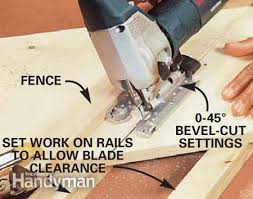 FENCE
0-45°
BEVEL-CUT
SETTINGS
SET WORK ON RAILS
TO ALLOW BLADE
CLEARANCE
The Family
Handyman